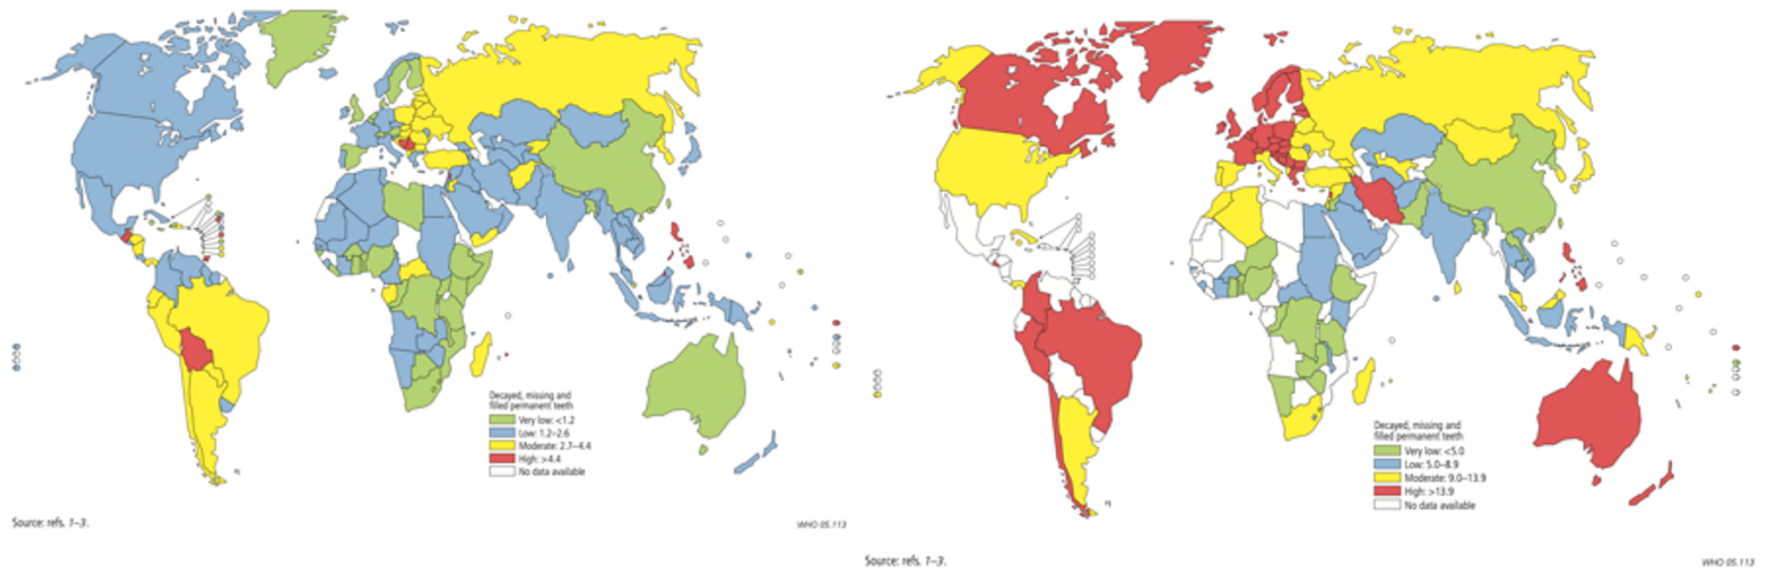 Decayed, missing and
filled permanent teeth
Very low: <1.2
Low: 1.2–2.6
Moderate: 2.7–4.4
High: >4.4
No data available
Source: refs. 1–3.
WHO 05.113
Decayed, missing and
filled permanent teeth
Very low: <5.0
Low: 5.0–8.9
Moderate: 9.0–13.9
High: >13.9
No data available
Source: refs. 1–3.
WHO 05.113